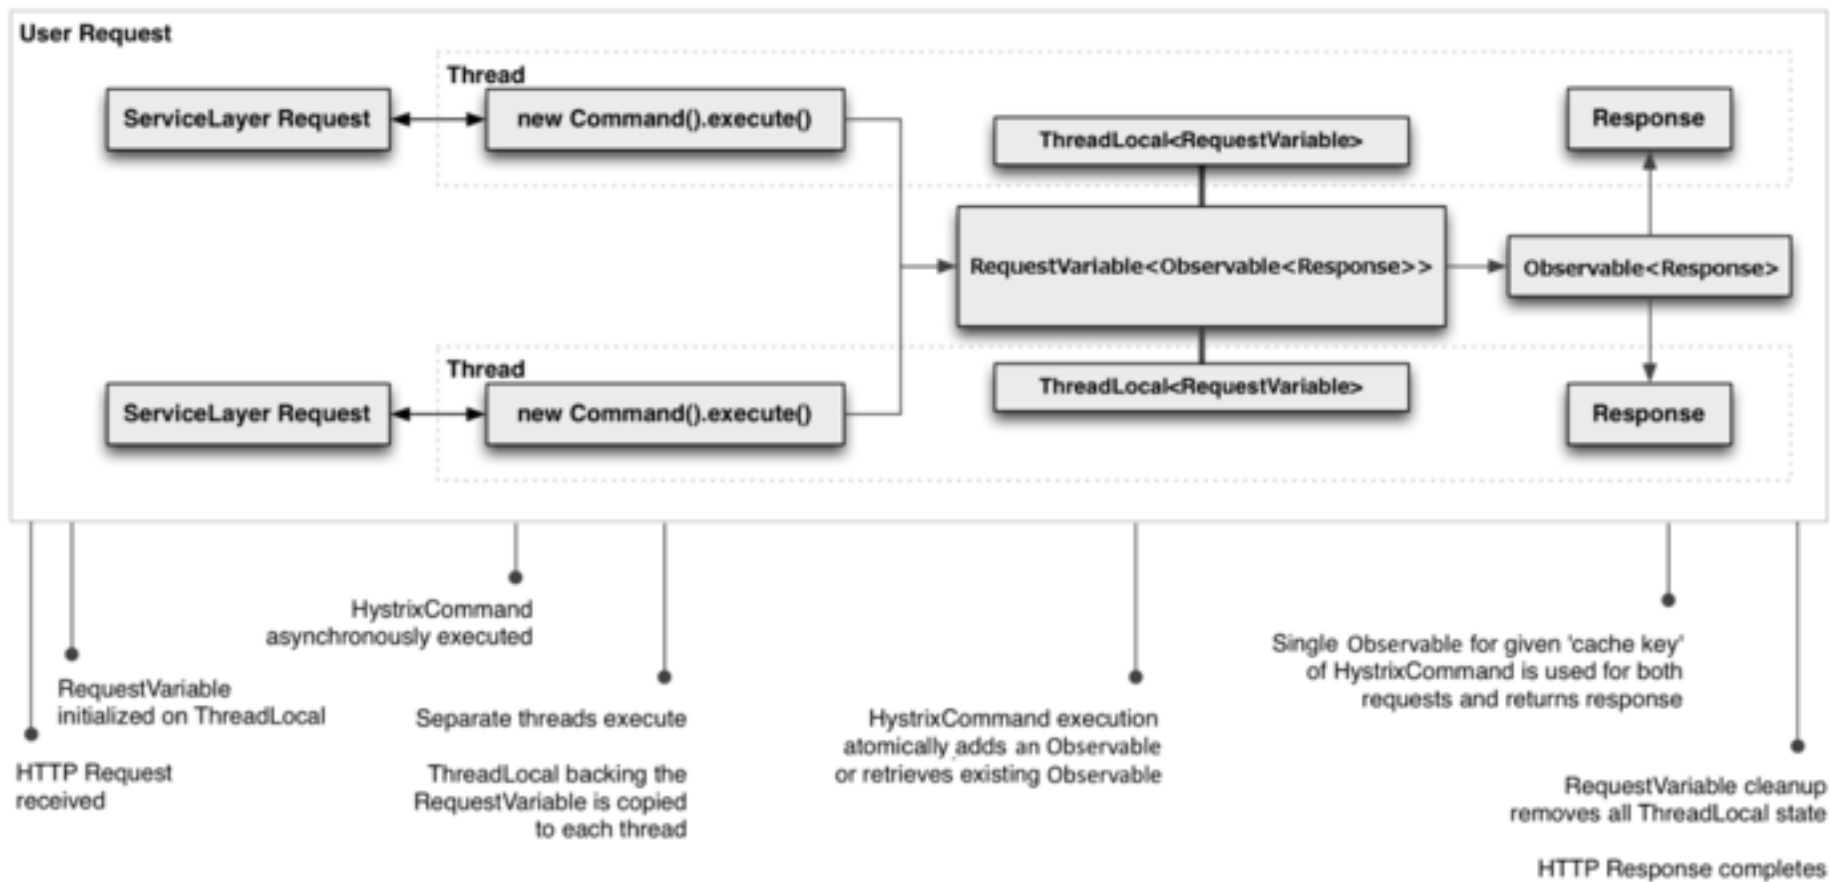 User Request
Thread
ServiceLayer Request
new Command().execute()
ThreadLocal<RequestVariable>
Response
RequestVariable<Observable<Response>>
Observable<Response>
Thread
ServiceLayer Request
new Command().execute()
ThreadLocal<RequestVariable>
Response
HTTP Request
received
RequestVariable
initialized on ThreadLocal
HystrixCommand
asynchronously executed
Separate threads execute
ThreadLocal backing the
RequestVariable is copied
to each thread
HystrixCommand execution
atomically adds an Observable
or retrieves existing Observable
Single Observable for given 'cache key'
of HystrixCommand is used for both
requests and returns response
RequestVariable cleanup
removes all ThreadLocal state
HTTP Response completes